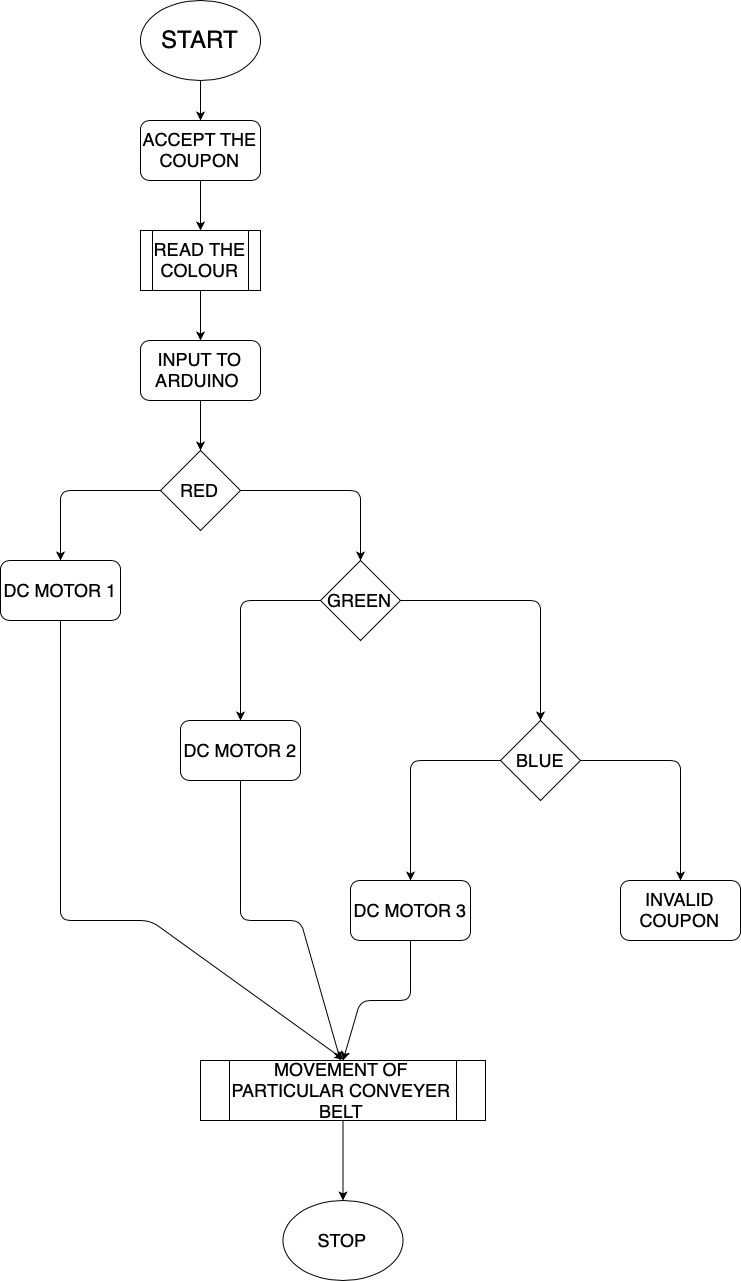 START
ACCEPT THE
COUPON
READ THE
COLOUR
INPUT TO
ARDUINO
RED
DC MOTOR 1
GREEN
DC MOTOR 2
BLUE
DC MOTOR 3
INVALID
COUPON
MOVEMENT OF
PARTICULAR CONVEYER
BELT
STOP